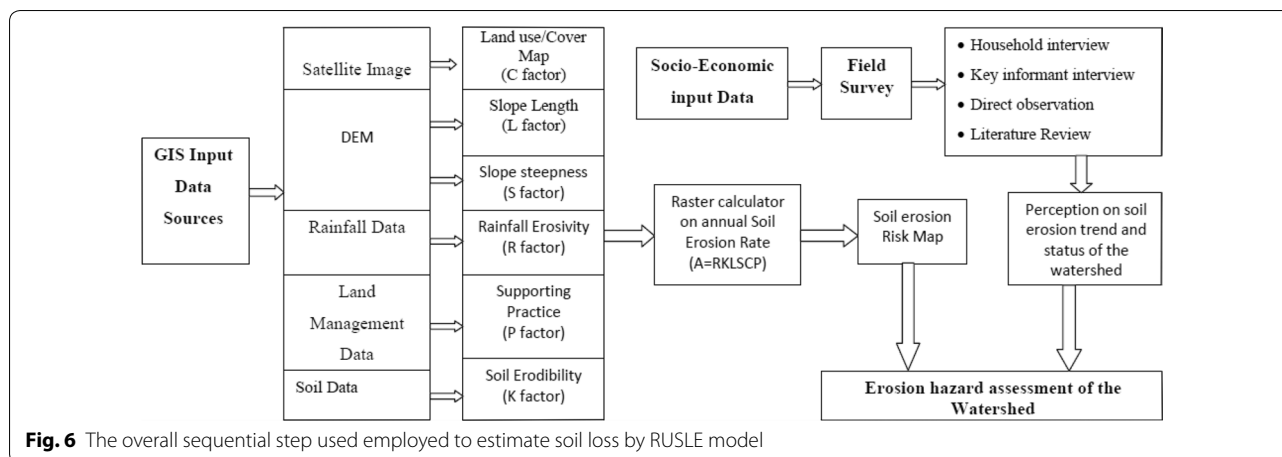 GIS Input
Data
Sources
Satellite Image
DEM
Rainfall Data
Land
Management
Data
Soil Data
Land use/Cover
Map
(C factor)
Slope Length
(L factor)
Slope steepness
(S factor)
Rainfall Erosivity
(R factor)
Supporting
Practice
(P factor)
Soil Erodibility
(K factor)
Raster calculator
on annual Soil
Erosion Rate
(A=RKLSCP)
Soil erosion
Risk Map
Socio-Economic
input Data
Field
Survey
• Household interview
• Key informant interview
• Direct observation
• Literature Review
Perception on soil
erosion trend and
status of the
watershed
Erosion hazard assessment of the
Watershed
Fig. 6 The overall sequential step used employed to estimate soil loss by RUSLE model